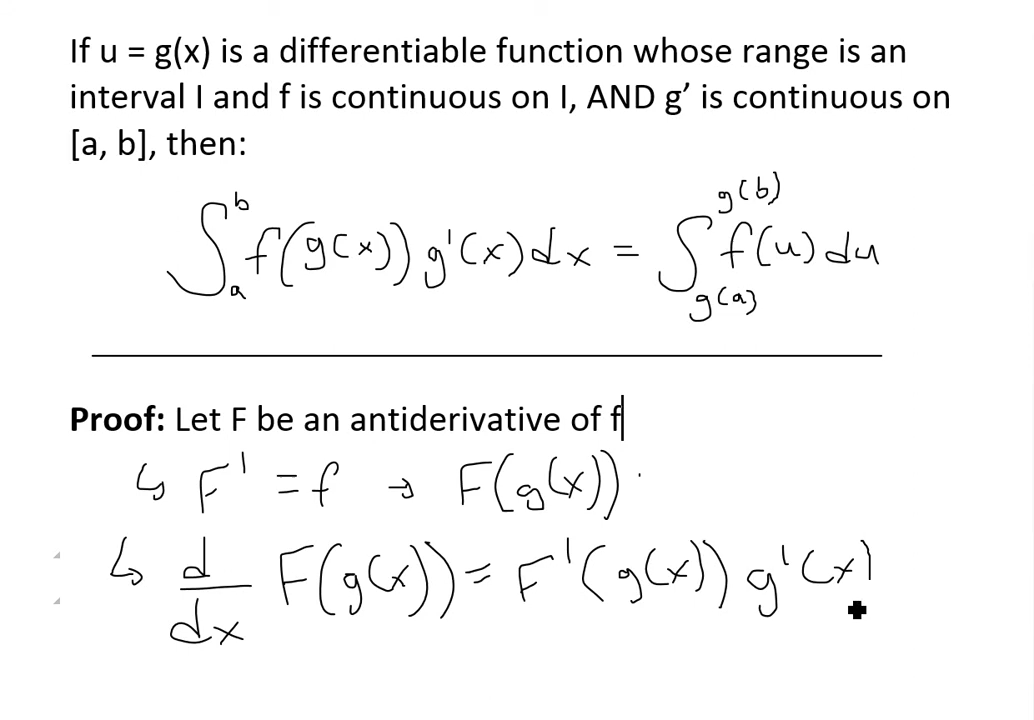 If u = g(x) is a differentiable function whose range is an
interval I and f is continuous on I, AND g’ is continuous on
[a, b], then:
∫_a^b f(g(x)) g'(x) dx = ∫_{g(a)}^{g(b)} f(u) du
Proof: Let F be an antiderivative of f
↳ F' = f → F(g(x))
↳ d/dx F(g(x)) = F'(g(x)) g'(x)